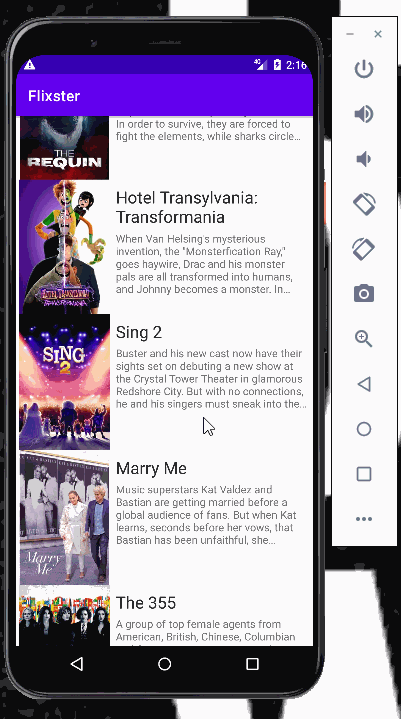 4G 2:16
Flixster
In order to survive, they are forced to
fight the elements, while sharks circle…
THE
REQUIN
Hotel Transylvania:
Transformania
When Van Helsing's mysterious
invention, the "Monsterfication Ray,"
goes haywire, Drac and his monster
pals are all transformed into humans,
and Johnny becomes a monster. In…
HOTEL TRANSYLVANIA
TRANSFORMANIA
Sing 2
SING
2
Buster and his new cast now have their
sights set on debuting a new show at
the Crystal Tower Theater in glamorous
Redshore City. But with no connections,
he and his singers must sneak into the…
Marry Me
Music superstars Kat Valdez and
Bastian are getting married before a
global audience of fans. But when Kat
learns, seconds before her vows, that
Bastian has been unfaithful, she…
Marry
Me
The 355
A group of top female agents from
American, British, Chinese, Columbian